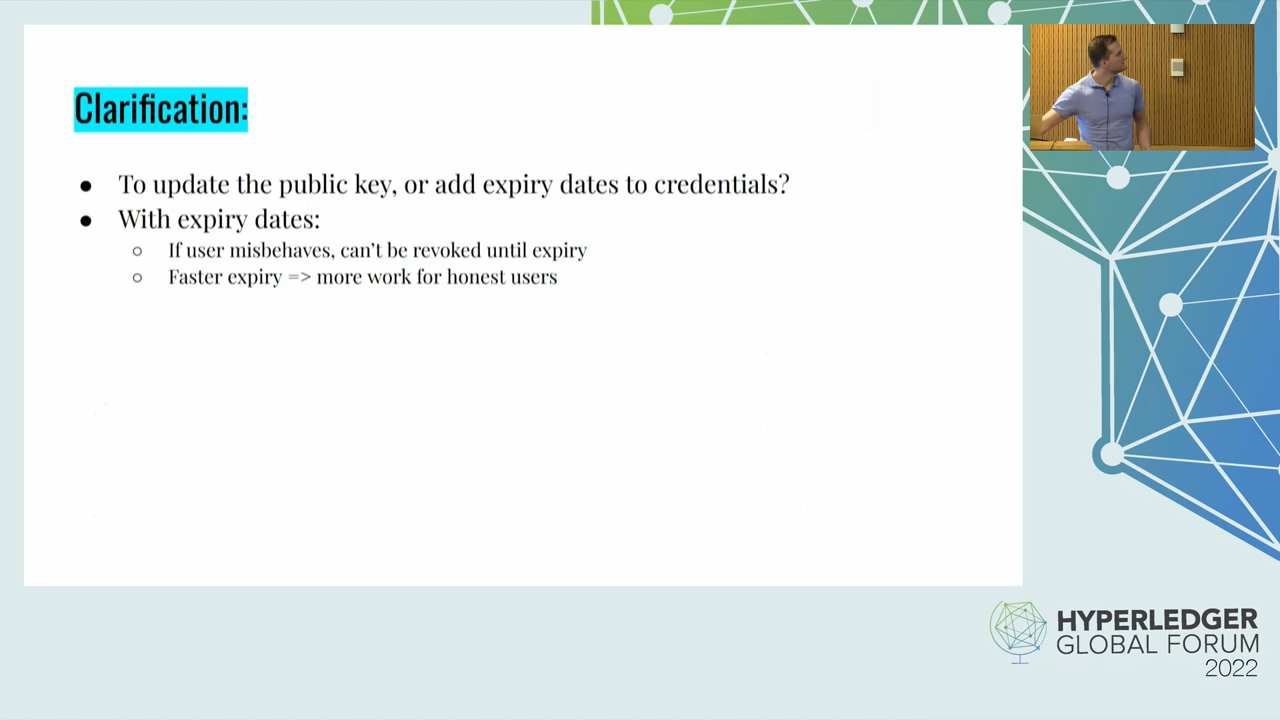 Clarification:
● To update the public key, or add expiry dates to credentials?
● With expiry dates:
○ If user misbehaves, can't be revoked until expiry
○ Faster expiry => more work for honest users
HYPERLEDGER
GLOBAL FORUM
2022